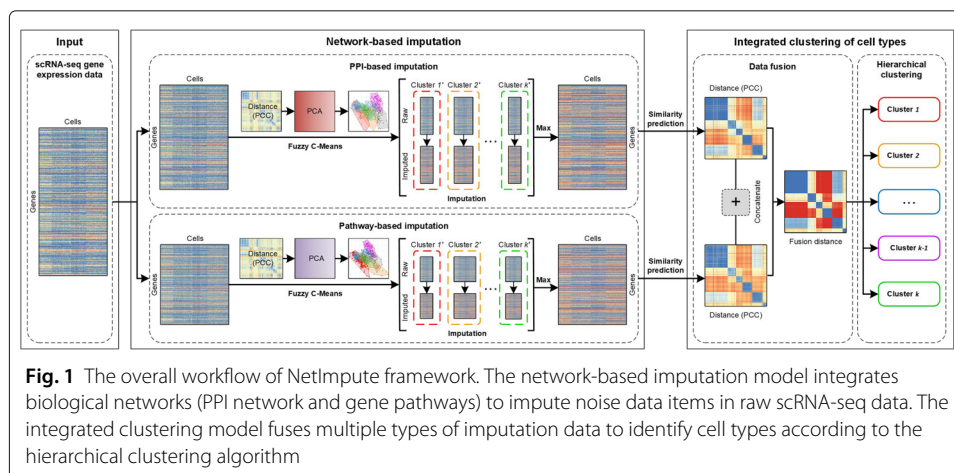 Input
Network-based imputation
Integrated clustering of cell types
scRNA-seq gene
expression data
Cells
Genes
PPI-based imputation
Cells
Genes
Distance
(PCC)
PCA
Fuzzy C-Means
Raw
Imputed
Cluster 1'
Cluster 2'
...
Cluster k'
Imputation
Max
Cells
Genes
Similarity
prediction
Pathway-based imputation
Cells
Genes
Distance
(PCC)
PCA
Fuzzy C-Means
Raw
Imputed
Cluster 1'
Cluster 2'
...
Cluster k'
Imputation
Max
Cells
Genes
Similarity
prediction
Data fusion
Distance (PCC)
+
Concatenate
Fusion distance
Distance (PCC)
Hierarchical
clustering
Cluster 1
Cluster 2
...
Cluster k-1
Cluster k
Fig. 1 The overall workflow of NetImpute framework. The network-based imputation model integrates
biological networks (PPI network and gene pathways) to impute noise data items in raw scRNA-seq data. The
integrated clustering model fuses multiple types of imputation data to identify cell types according to the
hierarchical clustering algorithm